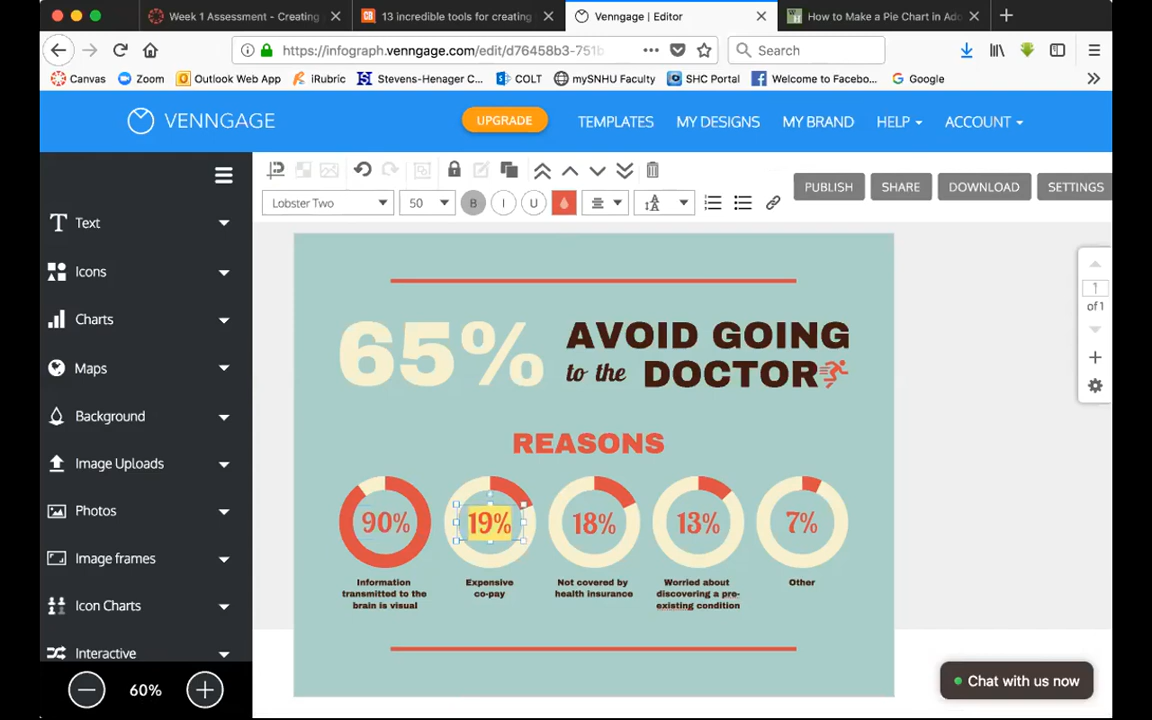 Week 1 Assessment - Creating
13 incredible tools for creating
Venngage | Editor
How to Make a Pie Chart in Ado
https://infograph.venngage.com/edit/d76458b3-751b
Search
Canvas
Zoom
Outlook Web App
iRubric
Stevens-Henager C...
COLT
mySNHU Faculty
SHC Portal
Welcome to Facebo...
Google
VENNGAGE
UPGRADE
TEMPLATES
MY DESIGNS
MY BRAND
HELP
ACCOUNT
PUBLISH
SHARE
DOWNLOAD
SETTINGS
Lobster Two
50
B
I
U
Text
Icons
Charts
Maps
Background
Image Uploads
Photos
Image frames
Icon Charts
Interactive
60%
65%
AVOID GOING
to the DOCTOR
REASONS
90%
19%
18%
13%
7%
Information
transmitted to the
brain is visual
Expensive
co-pay
Not covered by
health insurance
Worried about
discovering a pre-
existing condition
Other
1
of 1
Chat with us now